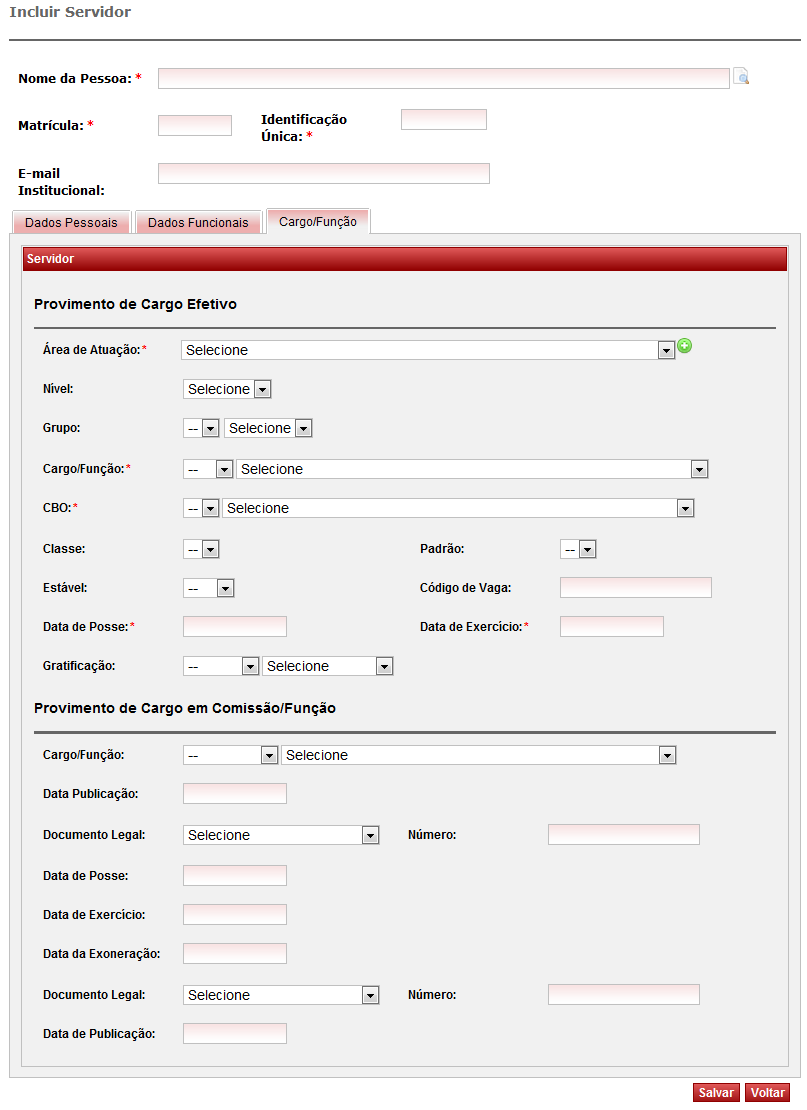 Incluir Servidor
Nome da Pessoa: *
Matrícula: * Identificação Única: *
E-mail Institucional:
Dados Pessoais Dados Funcionais Cargo/Função
Servidor
Provimento de Cargo Efetivo
Área de Atuação:* Selecione
Nível: Selecione
Grupo: -- Selecione
Cargo/Função:* -- Selecione
CBO:* -- Selecione
Classe: -- Padrão: --
Estável: -- Código de Vaga:
Data de Posse:* Data de Exercício:*
Gratificação: -- Selecione
Provimento de Cargo em Comissão/Função
Cargo/Função: -- Selecione
Data Publicação:
Documento Legal: Selecione Número:
Data de Posse:
Data de Exercício:
Data da Exoneração:
Documento Legal: Selecione Número:
Data de Publicação:
Salvar Voltar